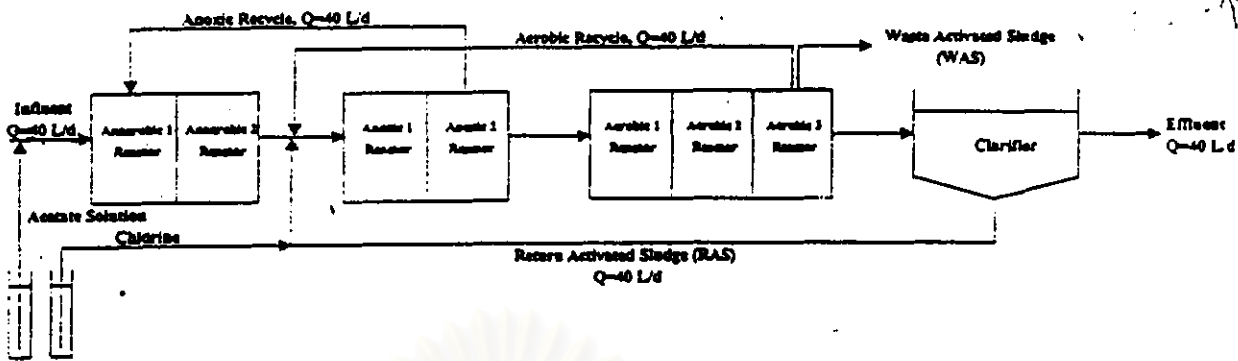 Anoxic Recycle, Q=40 L/d
Aerobic Recycle, Q=40 L/d
Waste Activated Sludge
(WAS)
Influent
Q=40 L/d
Anaerobic 1
Reactor
Anaerobic 2
Reactor
Anoxic 1
Reactor
Anoxic 2
Reactor
Aerobic 1
Reactor
Aerobic 2
Reactor
Aerobic 3
Reactor
Clarifier
Effluent
Q=40 L/d
Acetate Solution
Chlorine
Return Activated Sludge (RAS)
Q=40 L/d